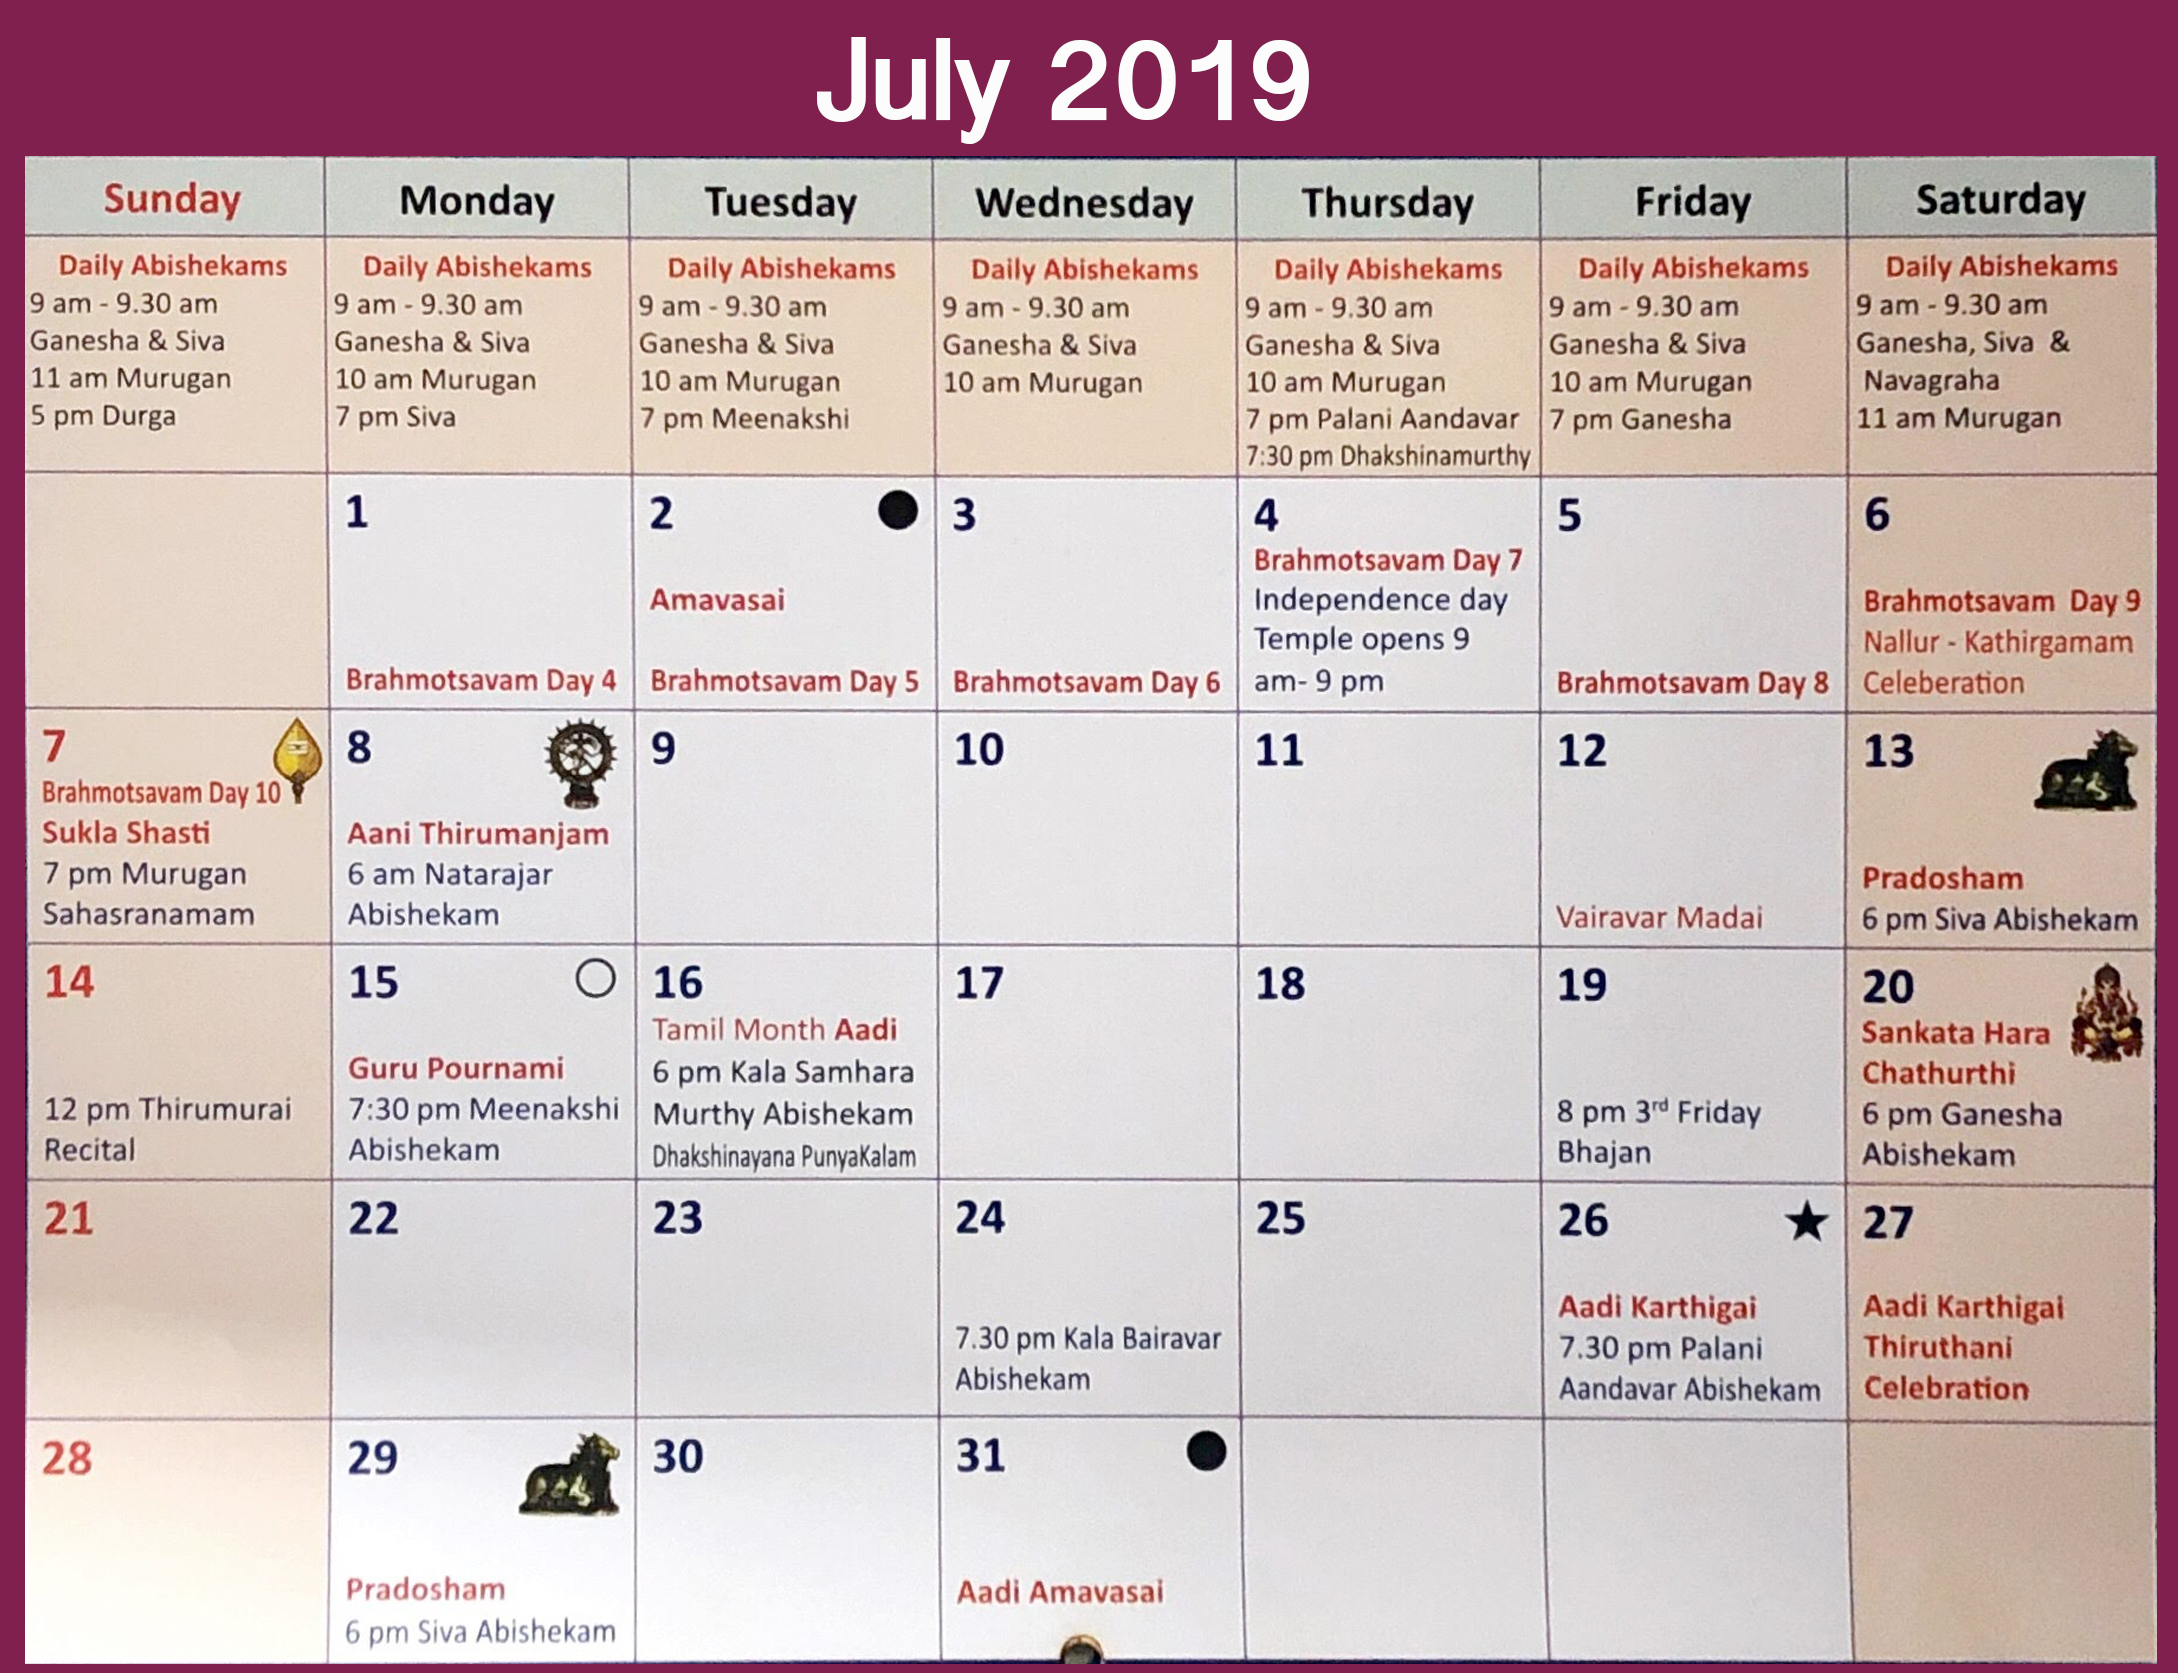 July 2019
Sunday
Monday
Tuesday
Wednesday
Thursday
Friday
Saturday
Daily Abishekams
9 am - 9.30 am
Ganesha & Siva
11 am Murugan
5 pm Durga
Daily Abishekams
9 am - 9.30 am
Ganesha & Siva
10 am Murugan
7 pm Siva
Daily Abishekams
9 am - 9.30 am
Ganesha & Siva
10 am Murugan
7 pm Meenakshi
Daily Abishekams
9 am - 9.30 am
Ganesha & Siva
10 am Murugan
Daily Abishekams
9 am - 9.30 am
Ganesha & Siva
10 am Murugan
7 pm Palani Aandavar
7:30 pm Dhakshinamurthy
Daily Abishekams
9 am - 9.30 am
Ganesha & Siva
10 am Murugan
7 pm Ganesha
Daily Abishekams
9 am - 9.30 am
Ganesha, Siva &
Navagraha
11 am Murugan
1
Brahmotsavam Day 4
2
Amavasai
Brahmotsavam Day 5
3
Brahmotsavam Day 6
4
Brahmotsavam Day 7
Independence day
Temple opens 9
am- 9 pm
5
Brahmotsavam Day 8
6
Brahmotsavam Day 9
Nallur - Kathirgamam
Celeberation
7
Brahmotsavam Day 10
Sukla Shasti
7 pm Murugan
Sahasranamam
8
Aani Thirumanjam
6 am Natarajar
Abishekam
9
10
11
12
Vairavar Madai
13
Pradosham
6 pm Siva Abishekam
14
12 pm Thirumurai
Recital
15
Guru Pournami
7:30 pm Meenakshi
Abishekam
16
Tamil Month Aadi
6 pm Kala Samhara
Murthy Abishekam
Dhakshinayana PunyaKalam
17
18
19
8 pm 3rd Friday
Bhajan
20
Sankata Hara
Chathurthi
6 pm Ganesha
Abishekam
21
22
23
24
7.30 pm Kala Bairavar
Abishekam
25
26
Aadi Karthigai
7.30 pm Palani
Aandavar Abishekam
27
Aadi Karthigai
Thiruthani
Celebration
28
29
Pradosham
6 pm Siva Abishekam
30
31
Aadi Amavasai